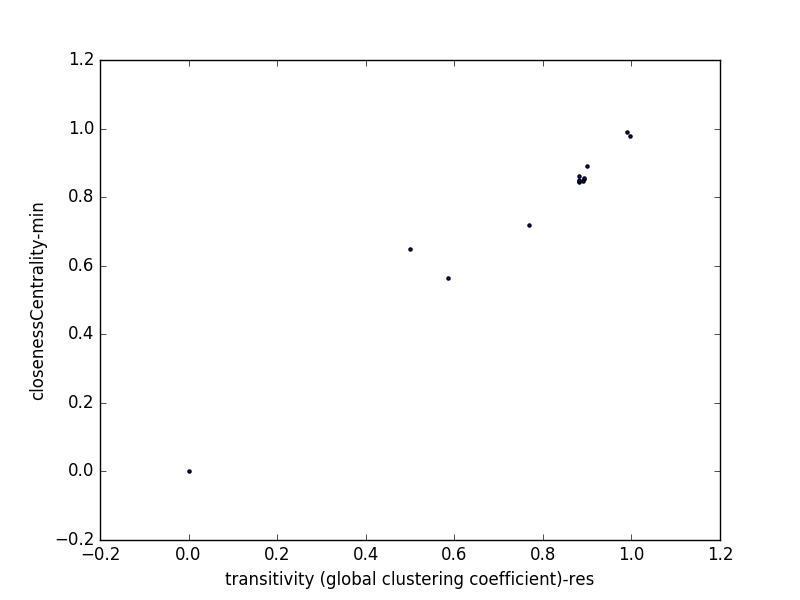 1.2
1.0
0.8
0.6
0.4
0.2
0.0
−0.2
closenessCentrality-min
−0.2 0.0 0.2 0.4 0.6 0.8 1.0 1.2
transitivity (global clustering coefficient)-res